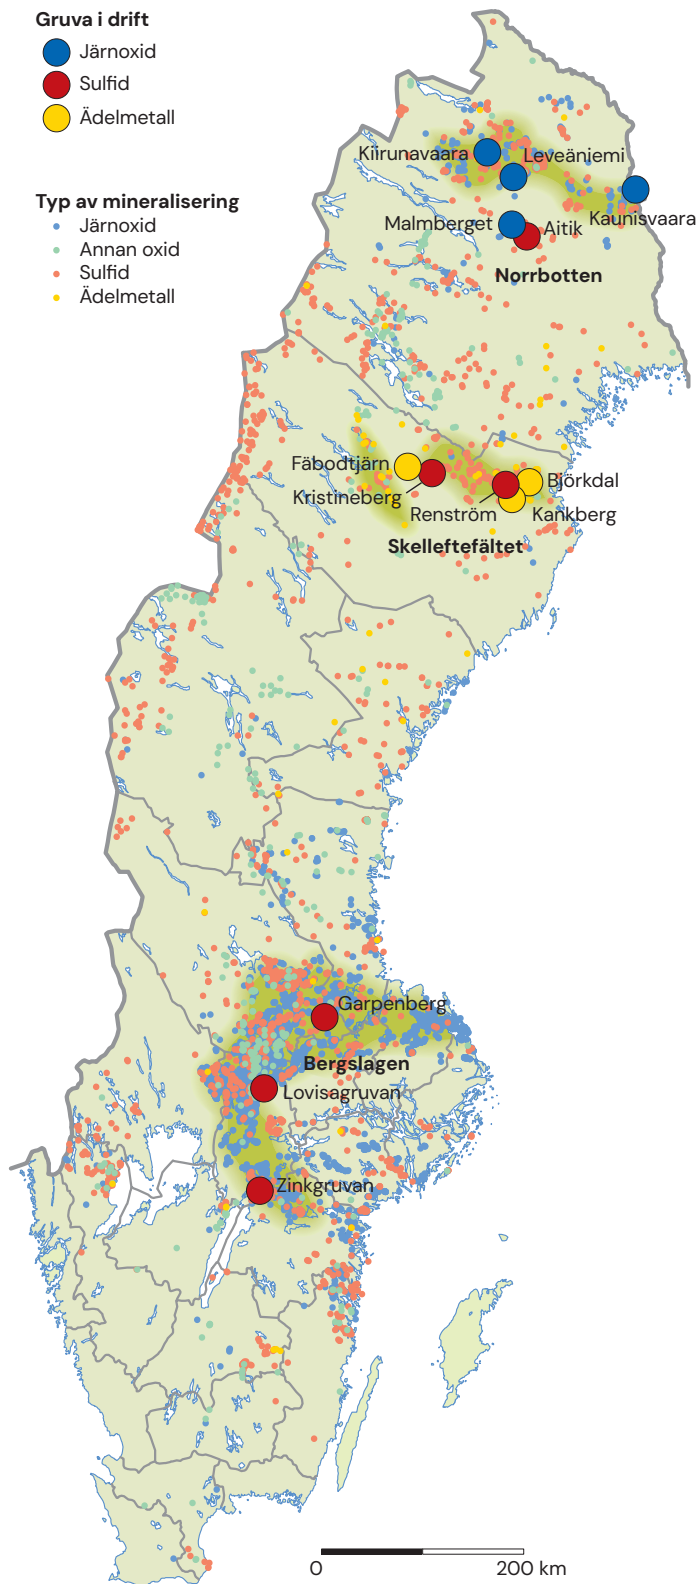 Gruva i drift
Järnoxid
Sulfid
Ädelmetall
Typ av mineralisering
Järnoxid
Annan oxid
Sulfid
Ädelmetall
Kiirunavaara
Leveäniemi
Kaunisvaara
Malmberget
Aitik
Norrbotten
Fäbodtjärn
Kristineberg
Björkdal
Renström
Kankberg
Skelleftefältet
Garpenberg
Bergslagen
Lovisagruvan
Zinkgruvan
0 200 km